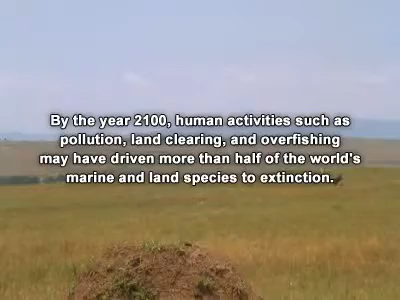 By the year 2100, human activities such as
pollution, land clearing, and overfishing
may have driven more than half of the world's
marine and land species to extinction.